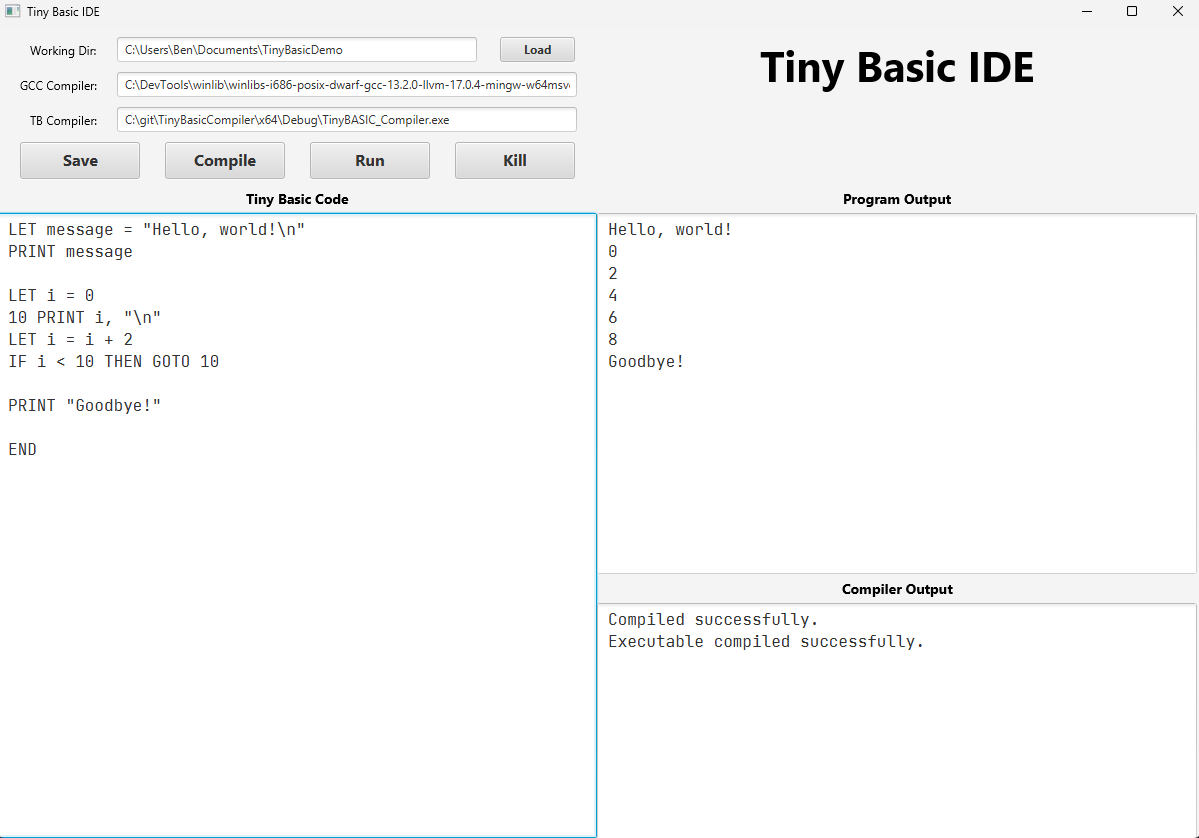 Tiny Basic IDE
Working Dir: C:\Users\Ben\Documents\TinyBasicDemo Load
GCC Compiler: C:\DevTools\winlib\winlibs-i686-posix-dwarf-gcc-13.2.0-llvm-17.0.4-mingw-w64msv
TB Compiler: C:\git\TinyBasicCompiler\x64\Debug\TinyBASIC_Compiler.exe
Tiny Basic IDE
Save Compile Run Kill
Tiny Basic Code
LET message = "Hello, world!\n"
PRINT message
LET i = 0
10 PRINT i, "\n"
LET i = i + 2
IF i < 10 THEN GOTO 10
PRINT "Goodbye!"
END
Program Output
Hello, world!
0
2
4
6
8
Goodbye!
Compiler Output
Compiled successfully.
Executable compiled successfully.